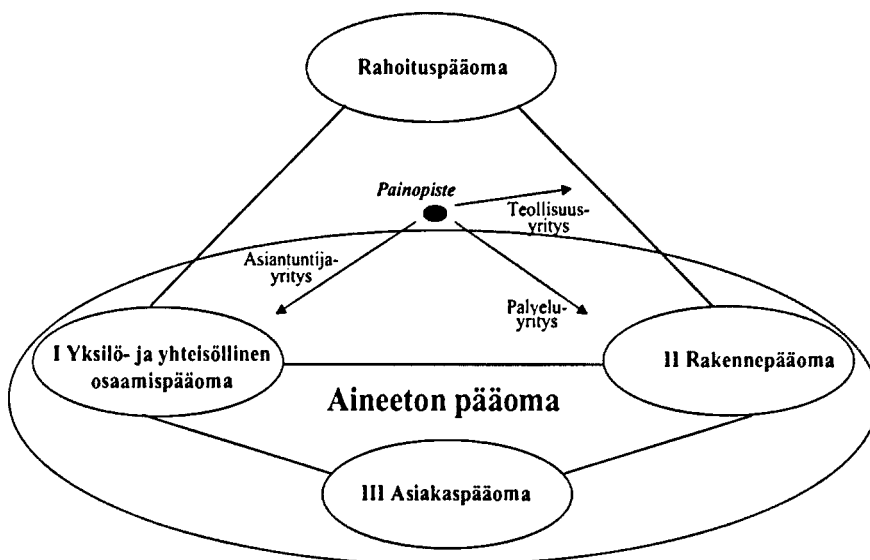 Rahoituspääoma
Painopiste
Teollisuus-
yritys
Asiantuntija-
yritys
Palvelu-
yritys
I Yksilö- ja yhteisöllinen
osaamispääoma
II Rakennepääoma
Aineeton pääoma
III Asiakaspääoma